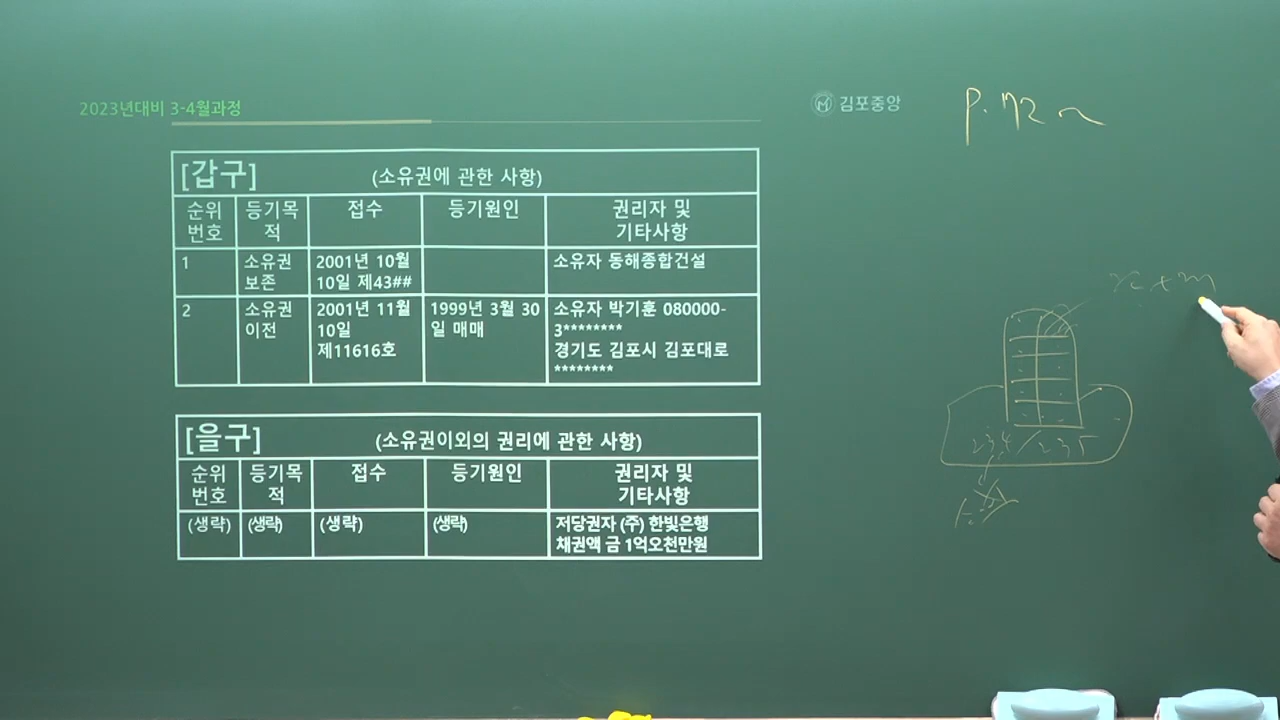 2023년대비 3-4월과정
김포중앙
[갑구] (소유권에 관한 사항)
순위 번호 등기목적 접수 등기원인 권리자 및 기타사항
1 소유권 보존 2001년 10월 10일 제43## 소유자 동해종합건설
2 소유권 이전 2001년 11월 10일 제11616호 1999년 3월 30일 매매 소유자 박기훈 080000-3******** 경기도 김포시 김포대로 ********
[을구] (소유권이외의 권리에 관한 사항)
순위 번호 등기목적 접수 등기원인 권리자 및 기타사항
(생략) (생략) (생략) (생략) 저당권자 (주) 한빛은행 채권액 금 1억오천만원
234/235